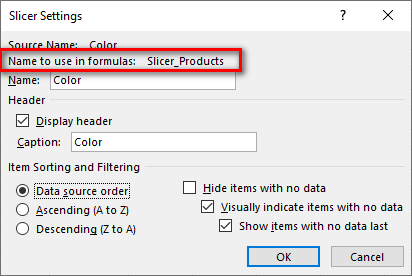 Slicer Settings
Source Name: Color
Name to use in formulas: Slicer_Products
Name: Color
Header
Display header
Caption: Color
Item Sorting and Filtering
Data source order
Ascending (A to Z)
Descending (Z to A)
Hide items with no data
Visually indicate items with no data
Show items with no data last
OK Cancel